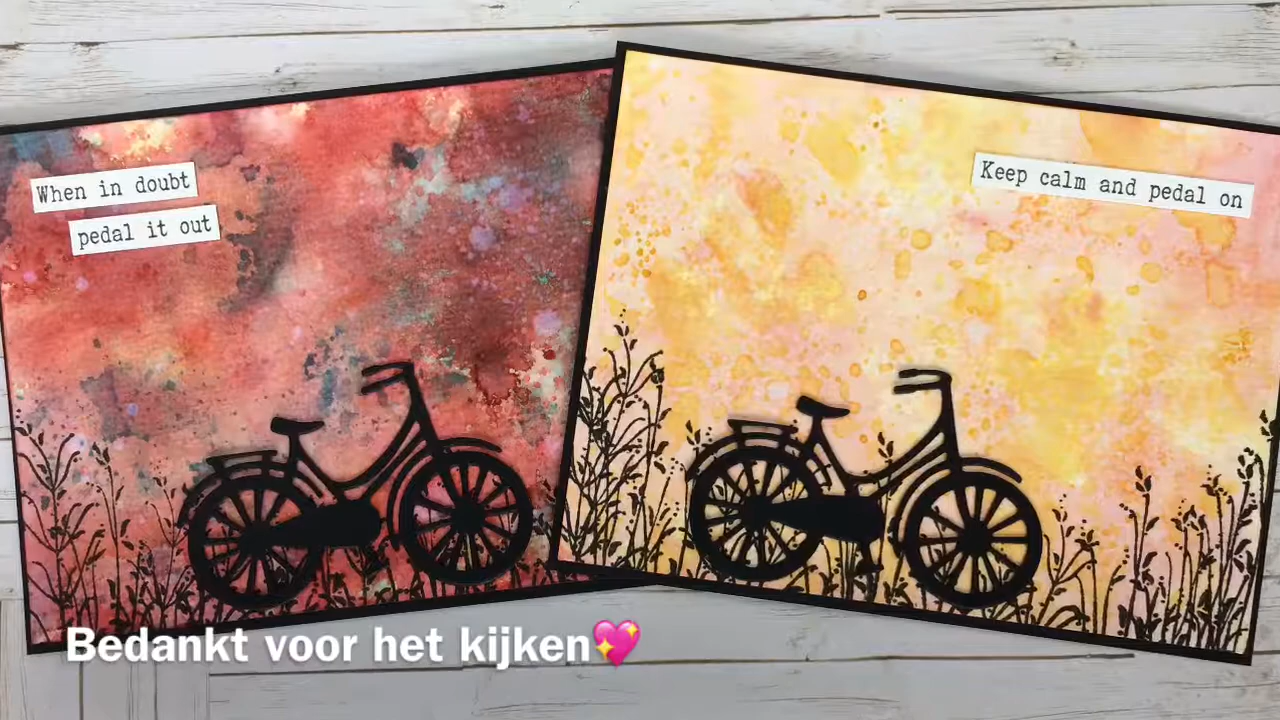 When in doubt
pedal it out
Keep calm and pedal on
Bedankt voor het kijken💖